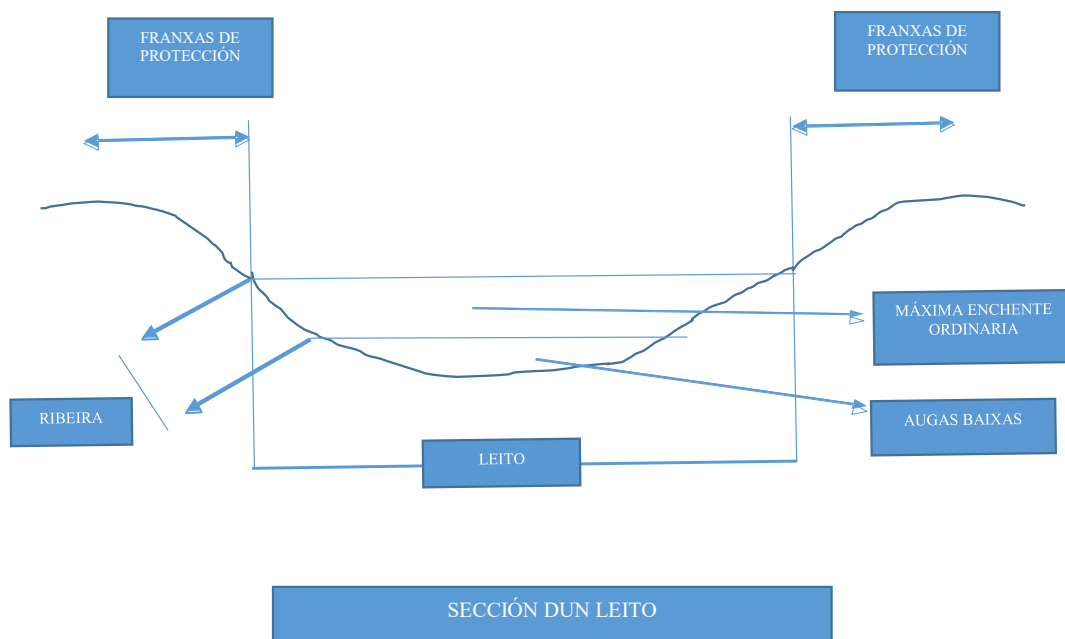 FRANXAS DE
PROTECCIÓN
FRANXAS DE
PROTECCIÓN
MÁXIMA ENCHENTE
ORDINARIA
RIBEIRA
AUGAS BAIXAS
LEITO
SECCIÓN DUN LEITO